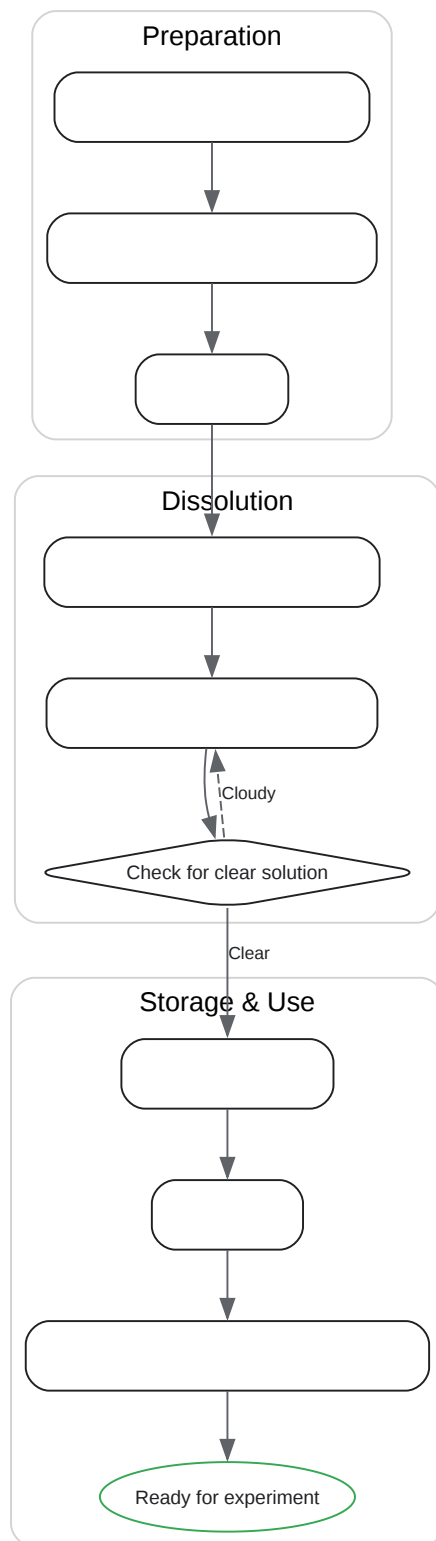 Preparation
Dissolution
Cloudy
Check for clear solution
Clear
Storage & Use
Ready for experiment